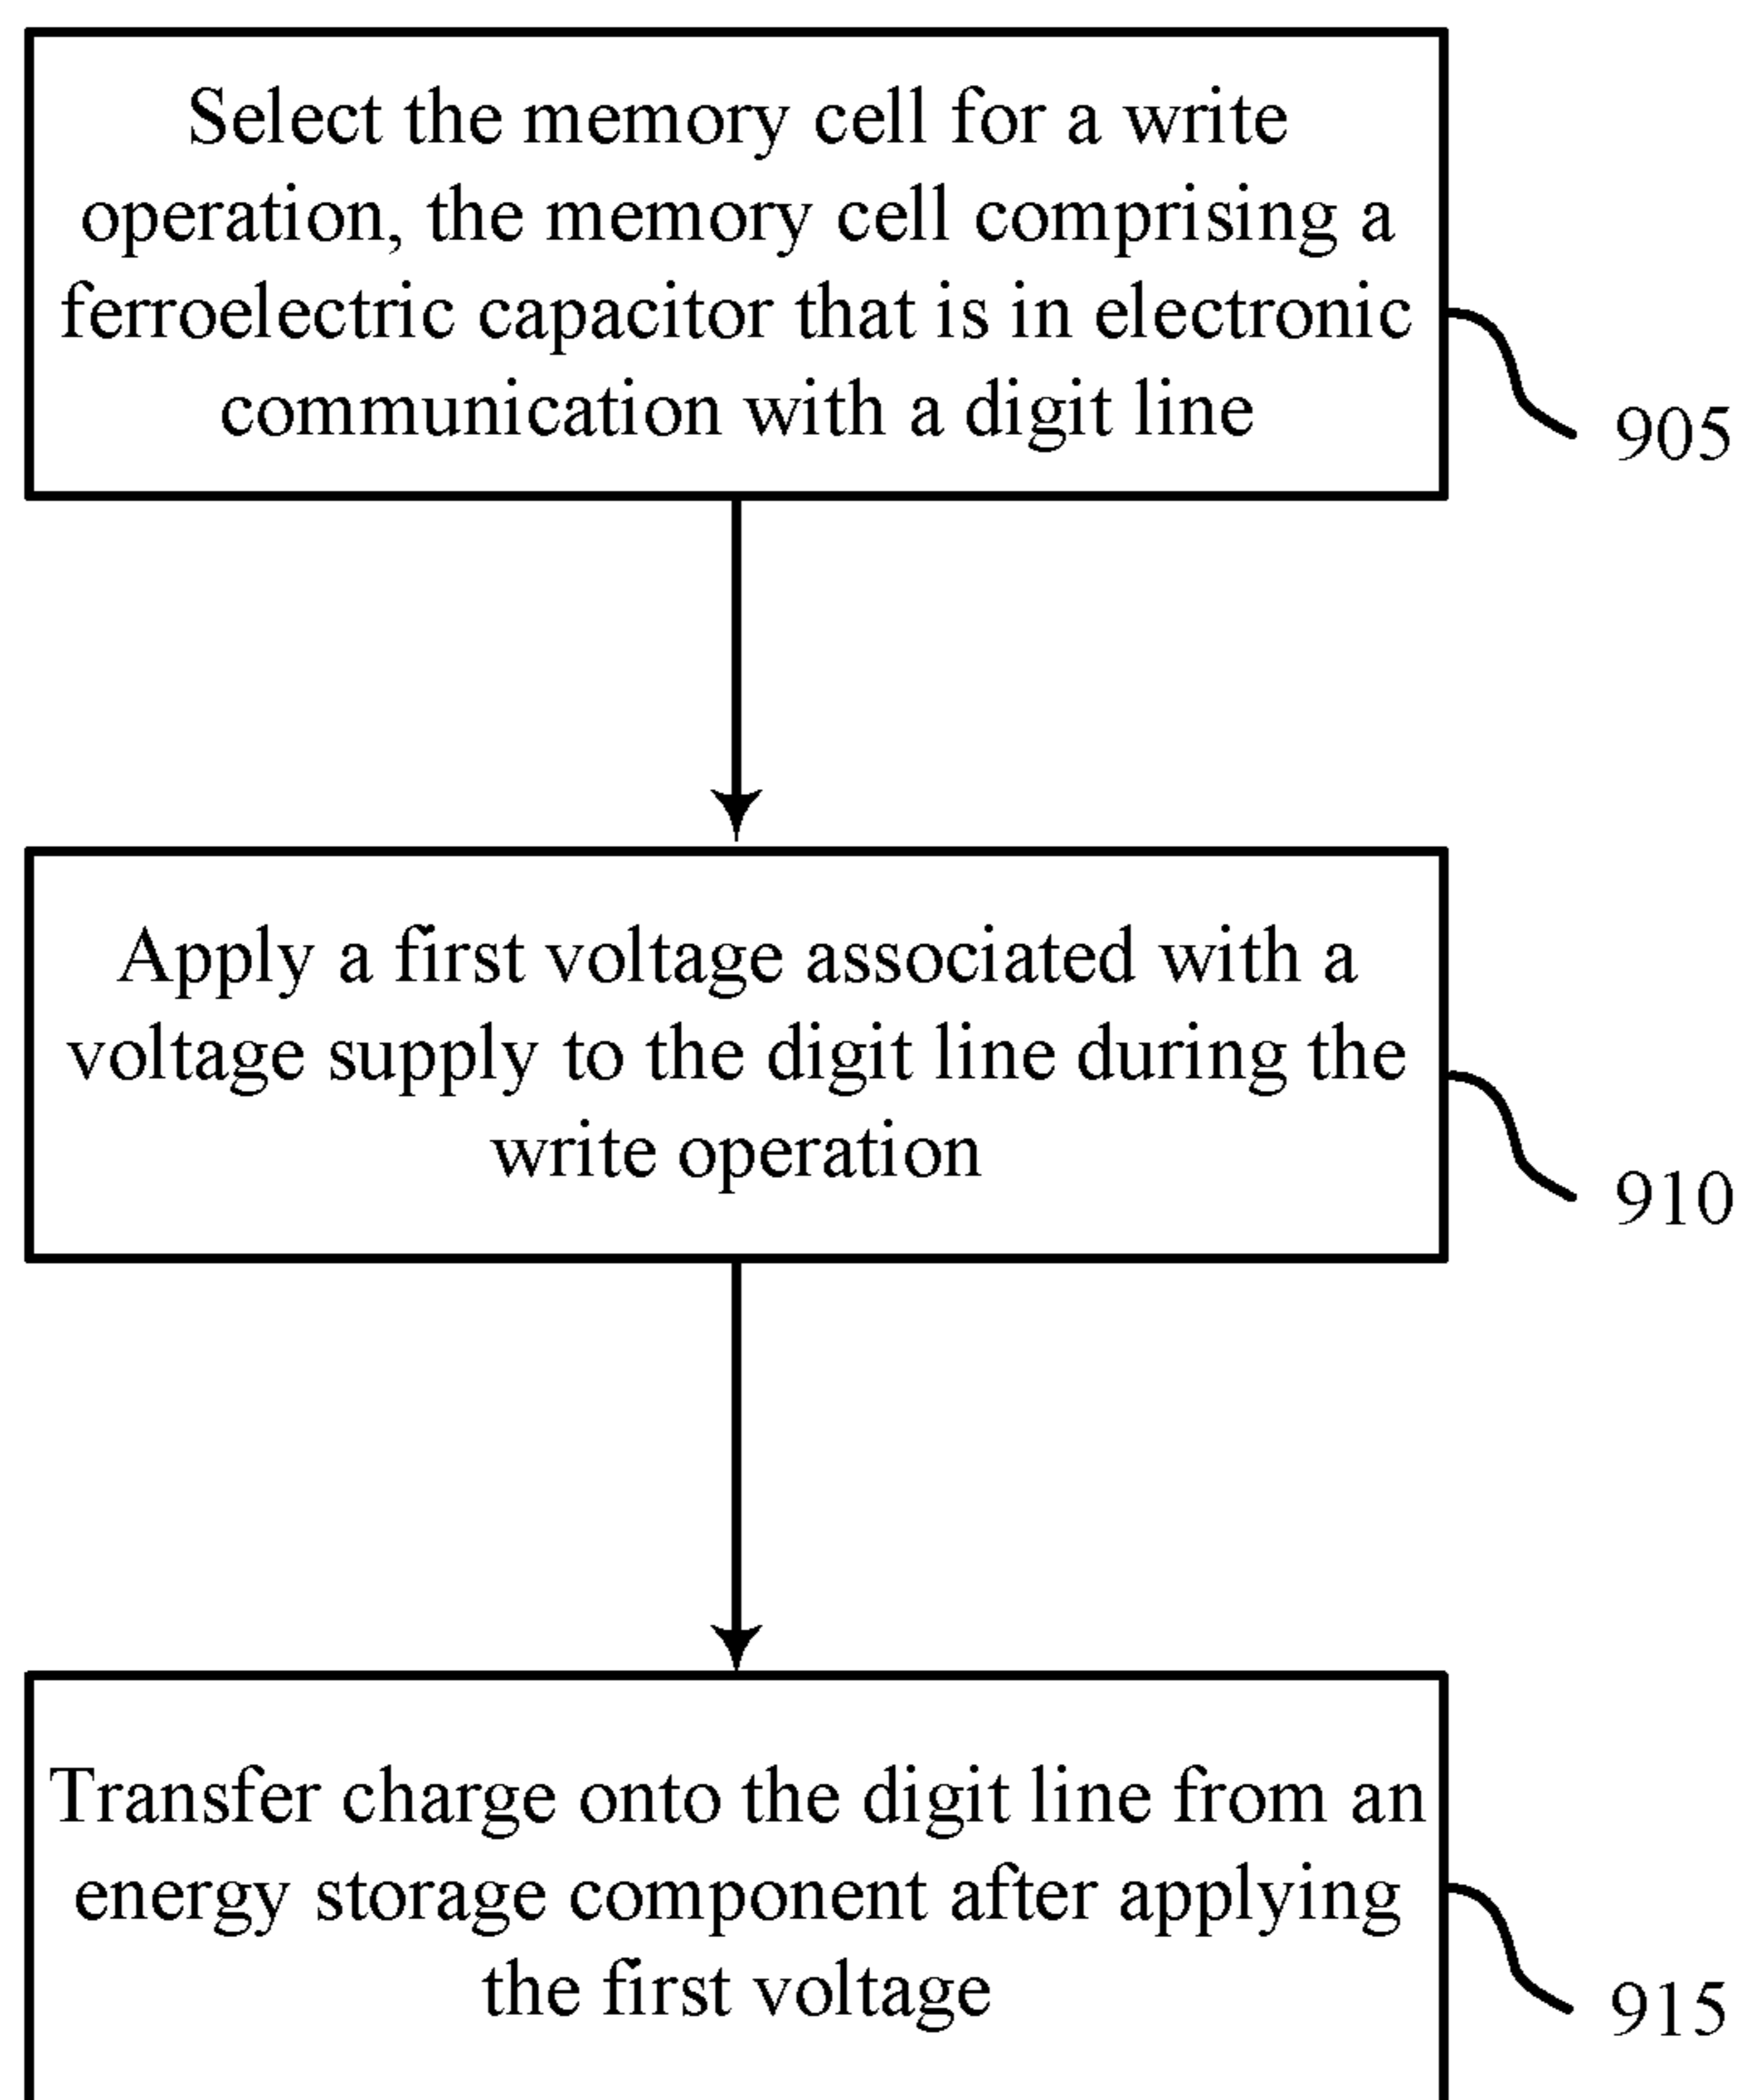 Select the memory cell for a write
operation, the memory cell comprising a
ferroelectric capacitor that is in electronic
communication with a digit line
905
Apply a first voltage associated with a
voltage supply to the digit line during the
write operation
910
Transfer charge onto the digit line from an
energy storage component after applying
the first voltage
915